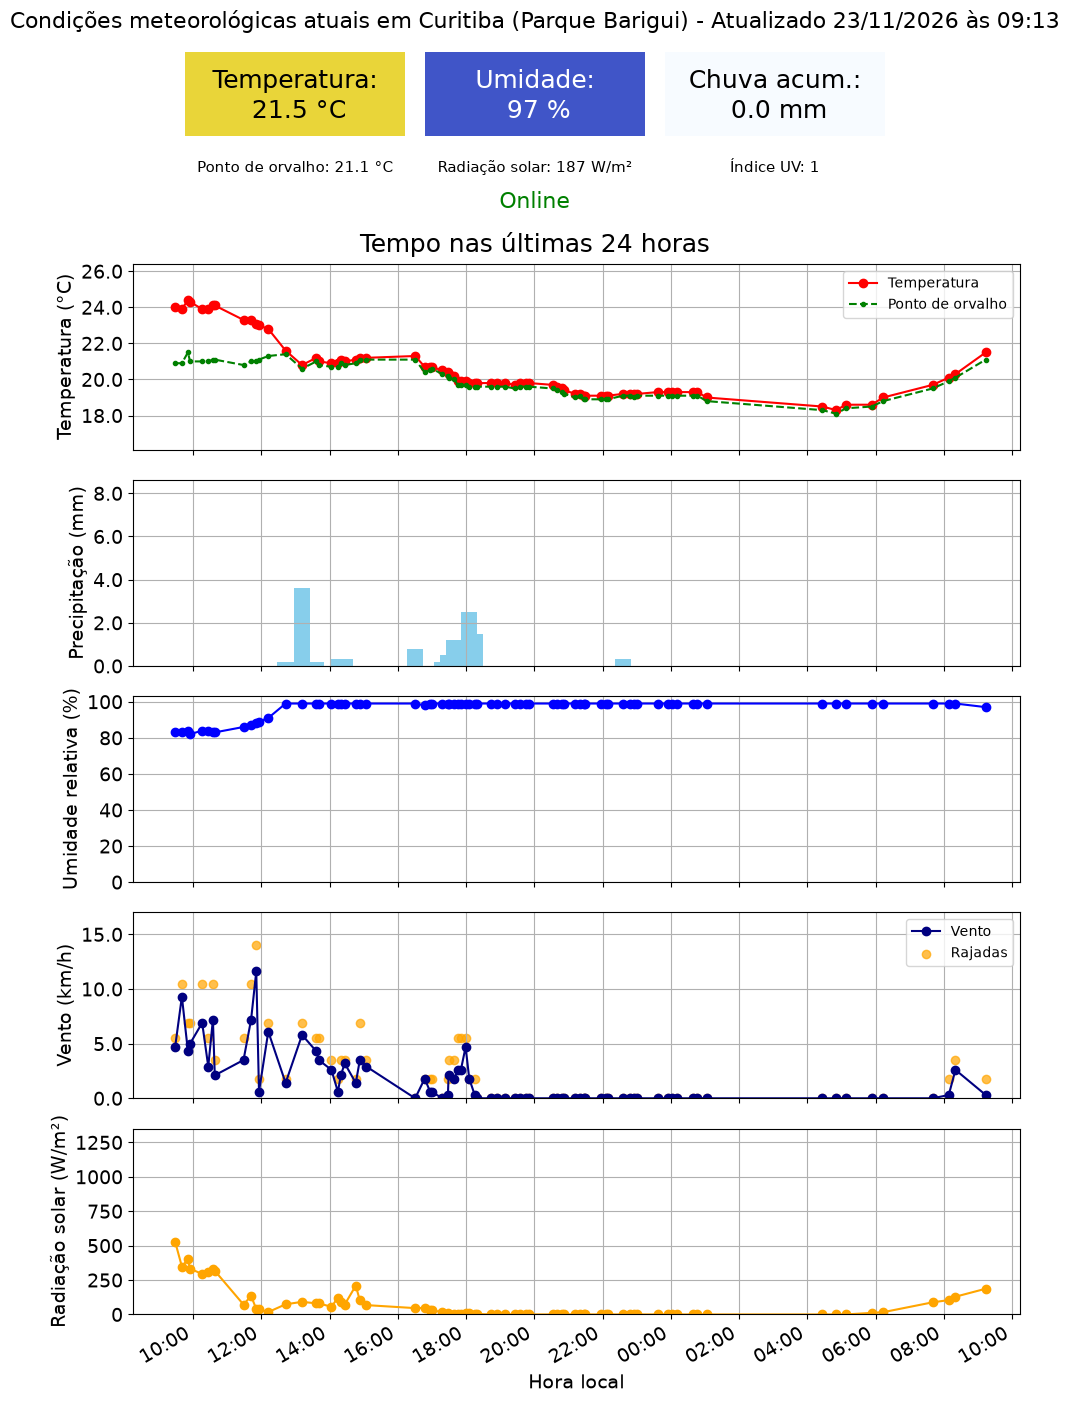 Condições meteorológicas atuais em Curitiba (Parque Barigui) - Atualizado 23/11/2026 às 09:13
Temperatura:
21.5 °C
Umidade:
97 %
Chuva acum.:
0.0 mm
Ponto de orvalho: 21.1 °C
Radiação solar: 187 W/m²
Índice UV: 1
Online
Tempo nas últimas 24 horas
Temperatura (°C)
26.0
24.0
22.0
20.0
18.0
Temperatura
Ponto de orvalho
Precipitação (mm)
8.0
6.0
4.0
2.0
0.0
Umidade relativa (%)
100
80
60
40
20
0
Vento (km/h)
15.0
10.0
5.0
0.0
Vento
Rajadas
Radiação solar (W/m²)
1250
1000
750
500
250
0
10:00
12:00
14:00
16:00
18:00
20:00
22:00
00:00
02:00
04:00
06:00
08:00
10:00
Hora local